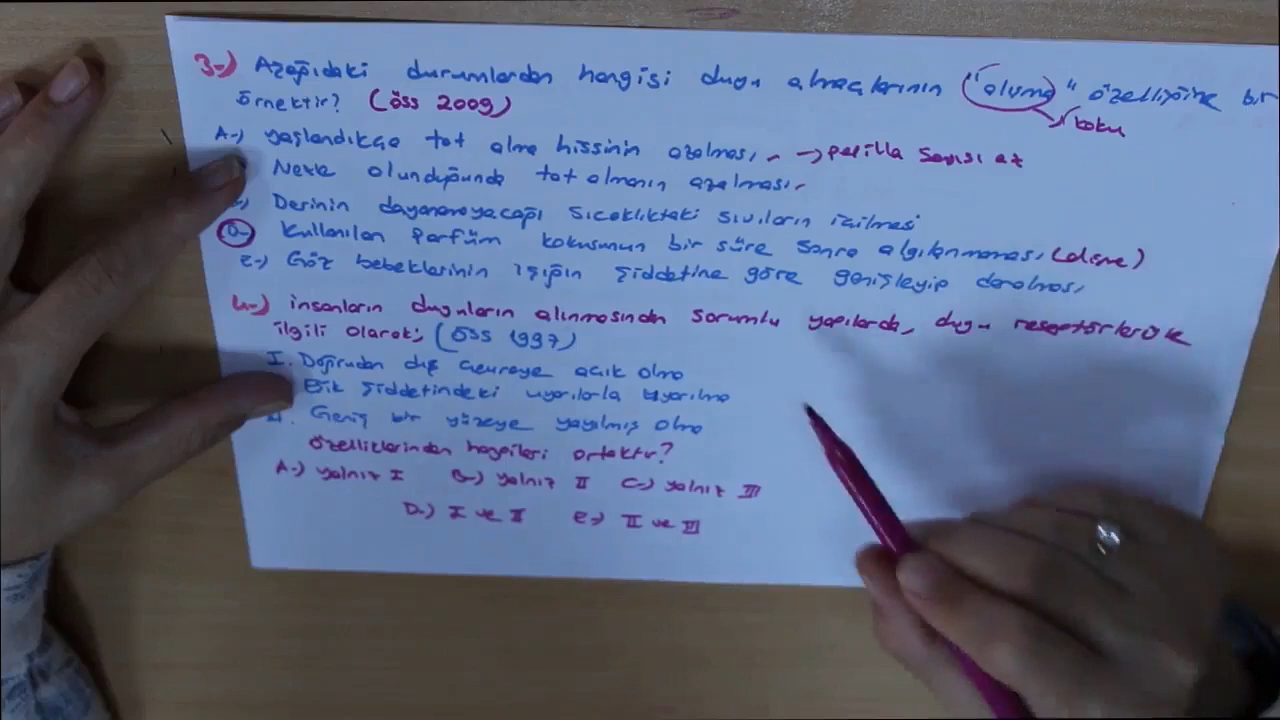 3-) Aşağıdaki durumlardan hangisi duyu almaçlarının ("alışma" özelliğine bir
örnektir? (ÖSS 2009) → koku
A-) yaşlandıkça tat alma hissinin azalması. → papilla sayısı az
Nezle olunduğunda tat almanın azalması.
) Derinin dayanamayacağı sıcaklıktaki sıvıların içilmesi
D-) Kullanılan parfüm kokusunun bir süre sonra algılanmaması (alışma)
E-) Göz bebeklerinin ışığın şiddetine göre genişleyip daralması
4-) insanların duyuların alınmasından sorumlu yapılarda, duyu reseptörleriyle
ilgili olarak; (ÖSS 1997)
I. Doğrudan dış çevreye açık olma
Eşik şiddetindeki uyarılarla uyarılma
Geniş bir yüzeye yayılmış olma
özelliklerinden hangileri ortaktır?
A-) yalnız I B-) yalnız II C-) yalnız III
D-) I ve II E-) II ve III